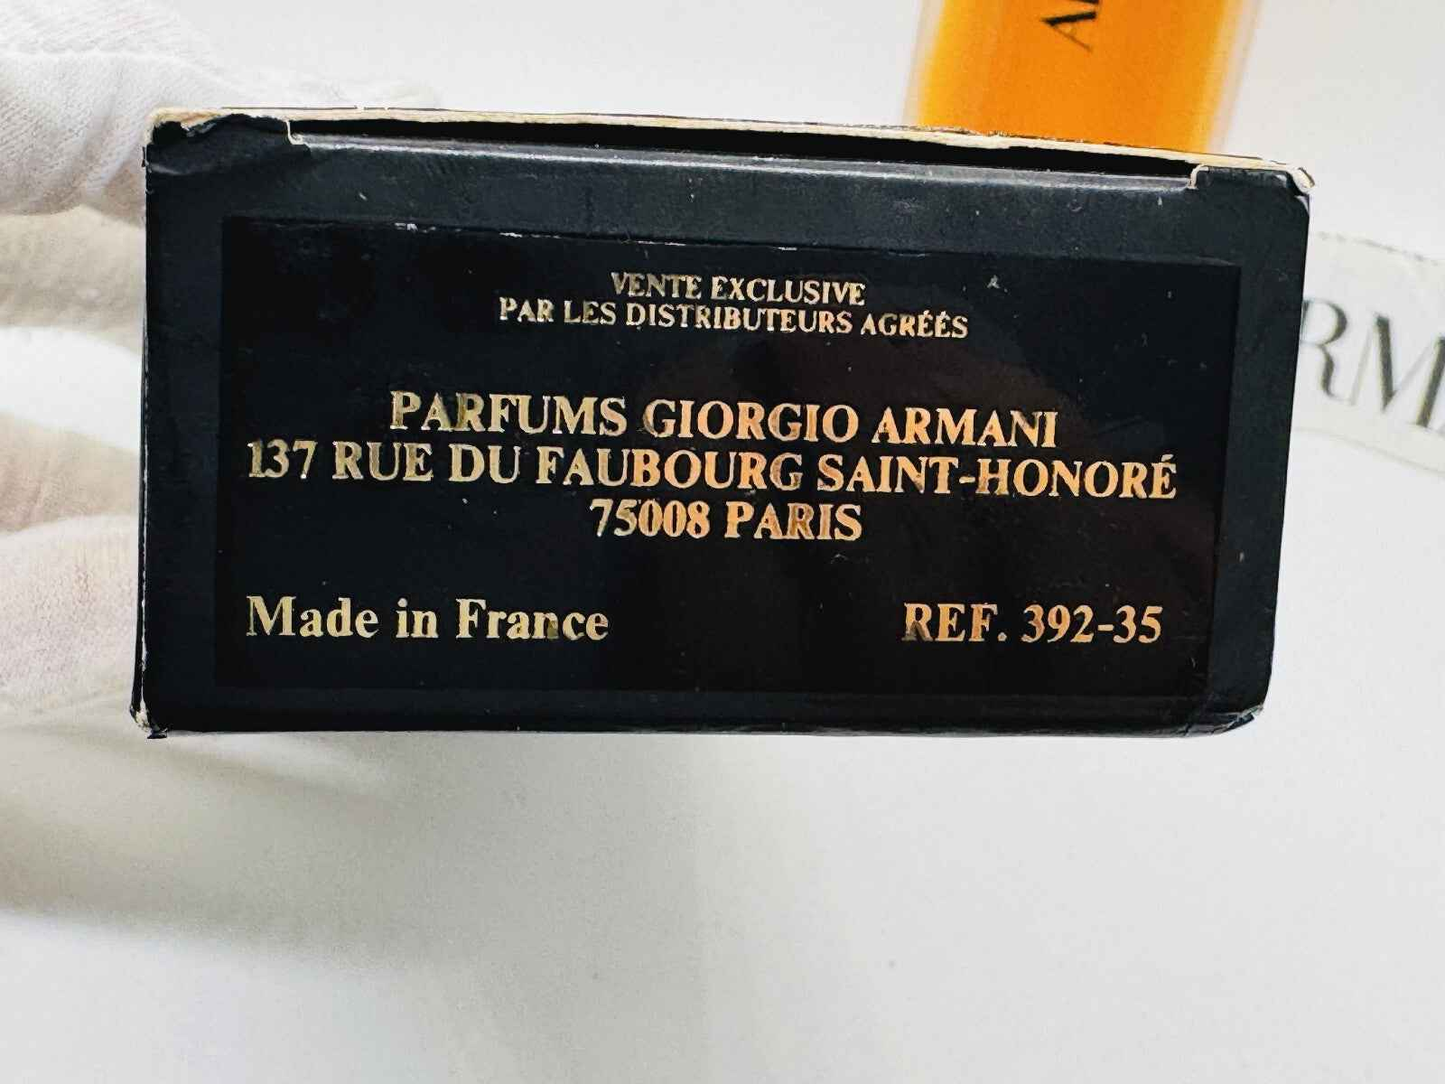 VENTE EXCLUSIVE
PAR LES DISTRIBUTEURS AGRÉÉS
PARFUMS GIORGIO ARMANI
137 RUE DU FAUBOURG SAINT-HONORÉ
75008 PARIS
Made in France
REF. 392-35